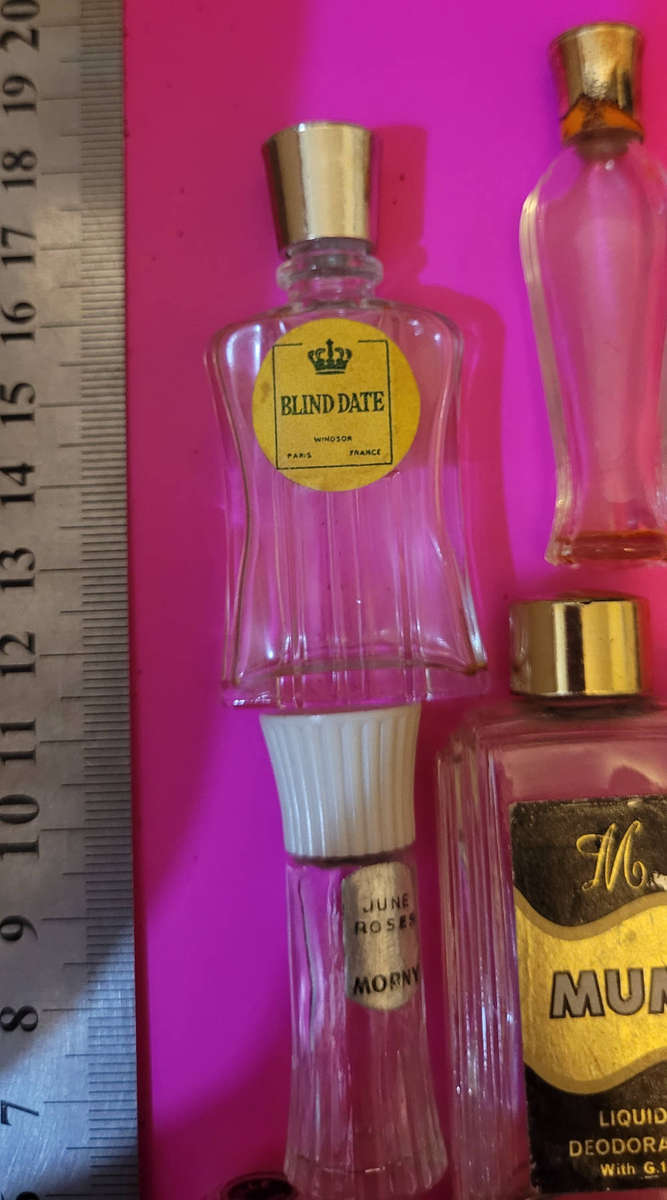 20
19
18
17
16
15
14
13
12
11
10
9
8
7
BLIND DATE
WINDSOR
PARIS FRANCE
JUNE
ROSES
MORNY
M
MUM
LIQUID
DEODORA
With G.1